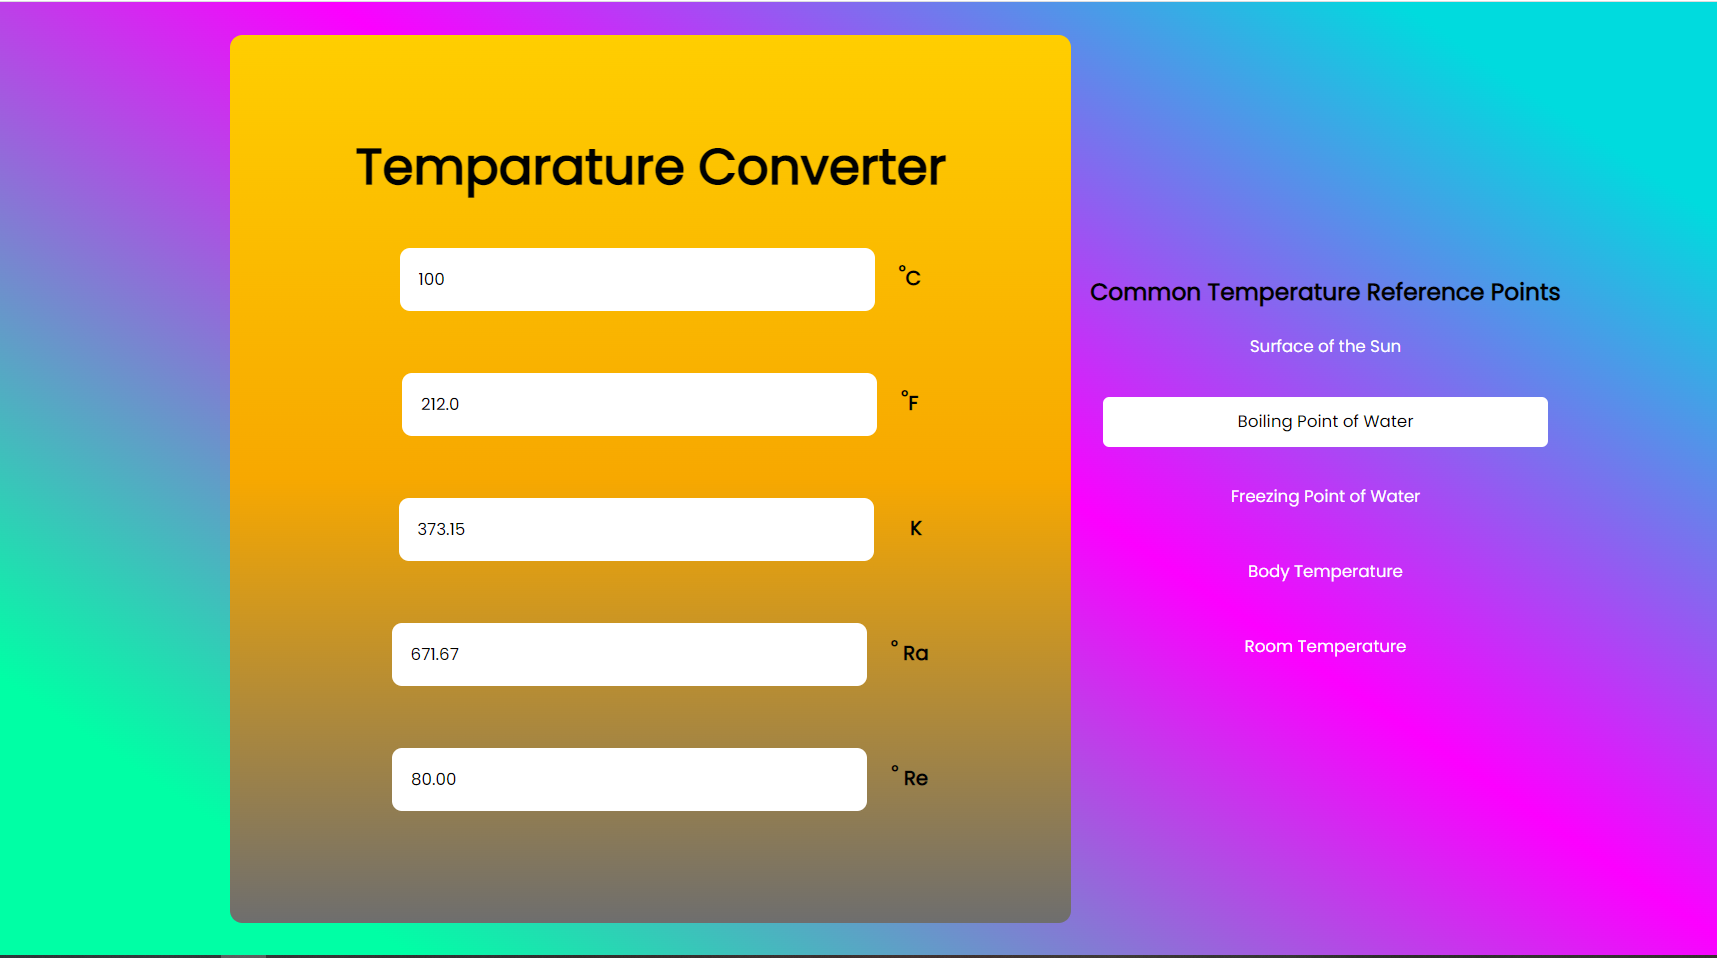 Temparature Converter
100 °C
212.0 °F
373.15 K
671.67 ° Ra
80.00 ° Re
Common Temperature Reference Points
Surface of the Sun
Boiling Point of Water
Freezing Point of Water
Body Temperature
Room Temperature